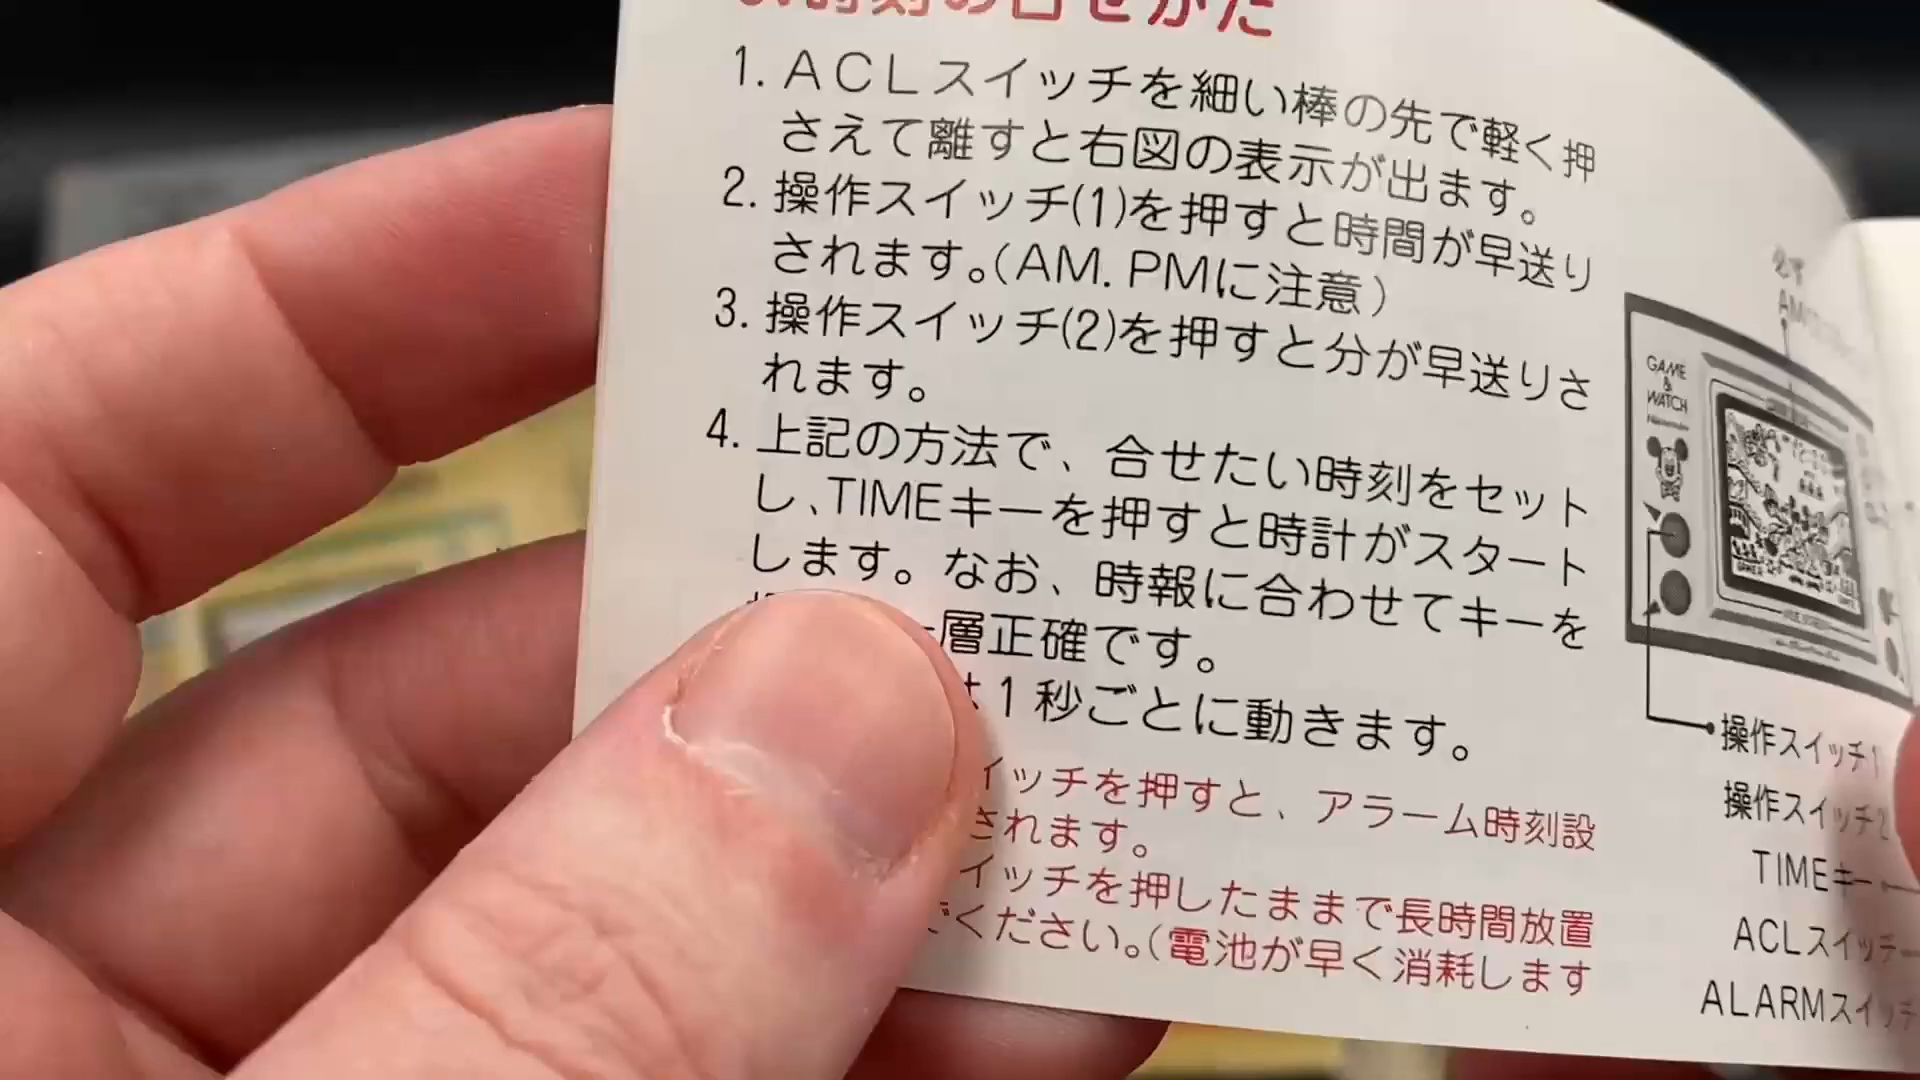 時刻の合せかた
1. ACLスイッチを細い棒の先で軽く押
さえて離すと右図の表示が出ます。
2. 操作スイッチ(1)を押すと時間が早送り
されます。(AM. PMに注意)
3. 操作スイッチ(2)を押すと分が早送りさ
れます。
4. 上記の方法で、合せたい時刻をセット
し、TIMEキーを押すと時計がスタート
します。なお、時報に合わせてキーを
層正確です。
1秒ごとに動きます。
イッチを押すと、アラーム時刻設
されます。
イッチを押したままで長時間放置
ください。(電池が早く消耗します
GAME
&
WATCH
Nintendo
操作スイッチ1
操作スイッチ2
TIMEキー
ACLスイッチ
ALARMスイッチ